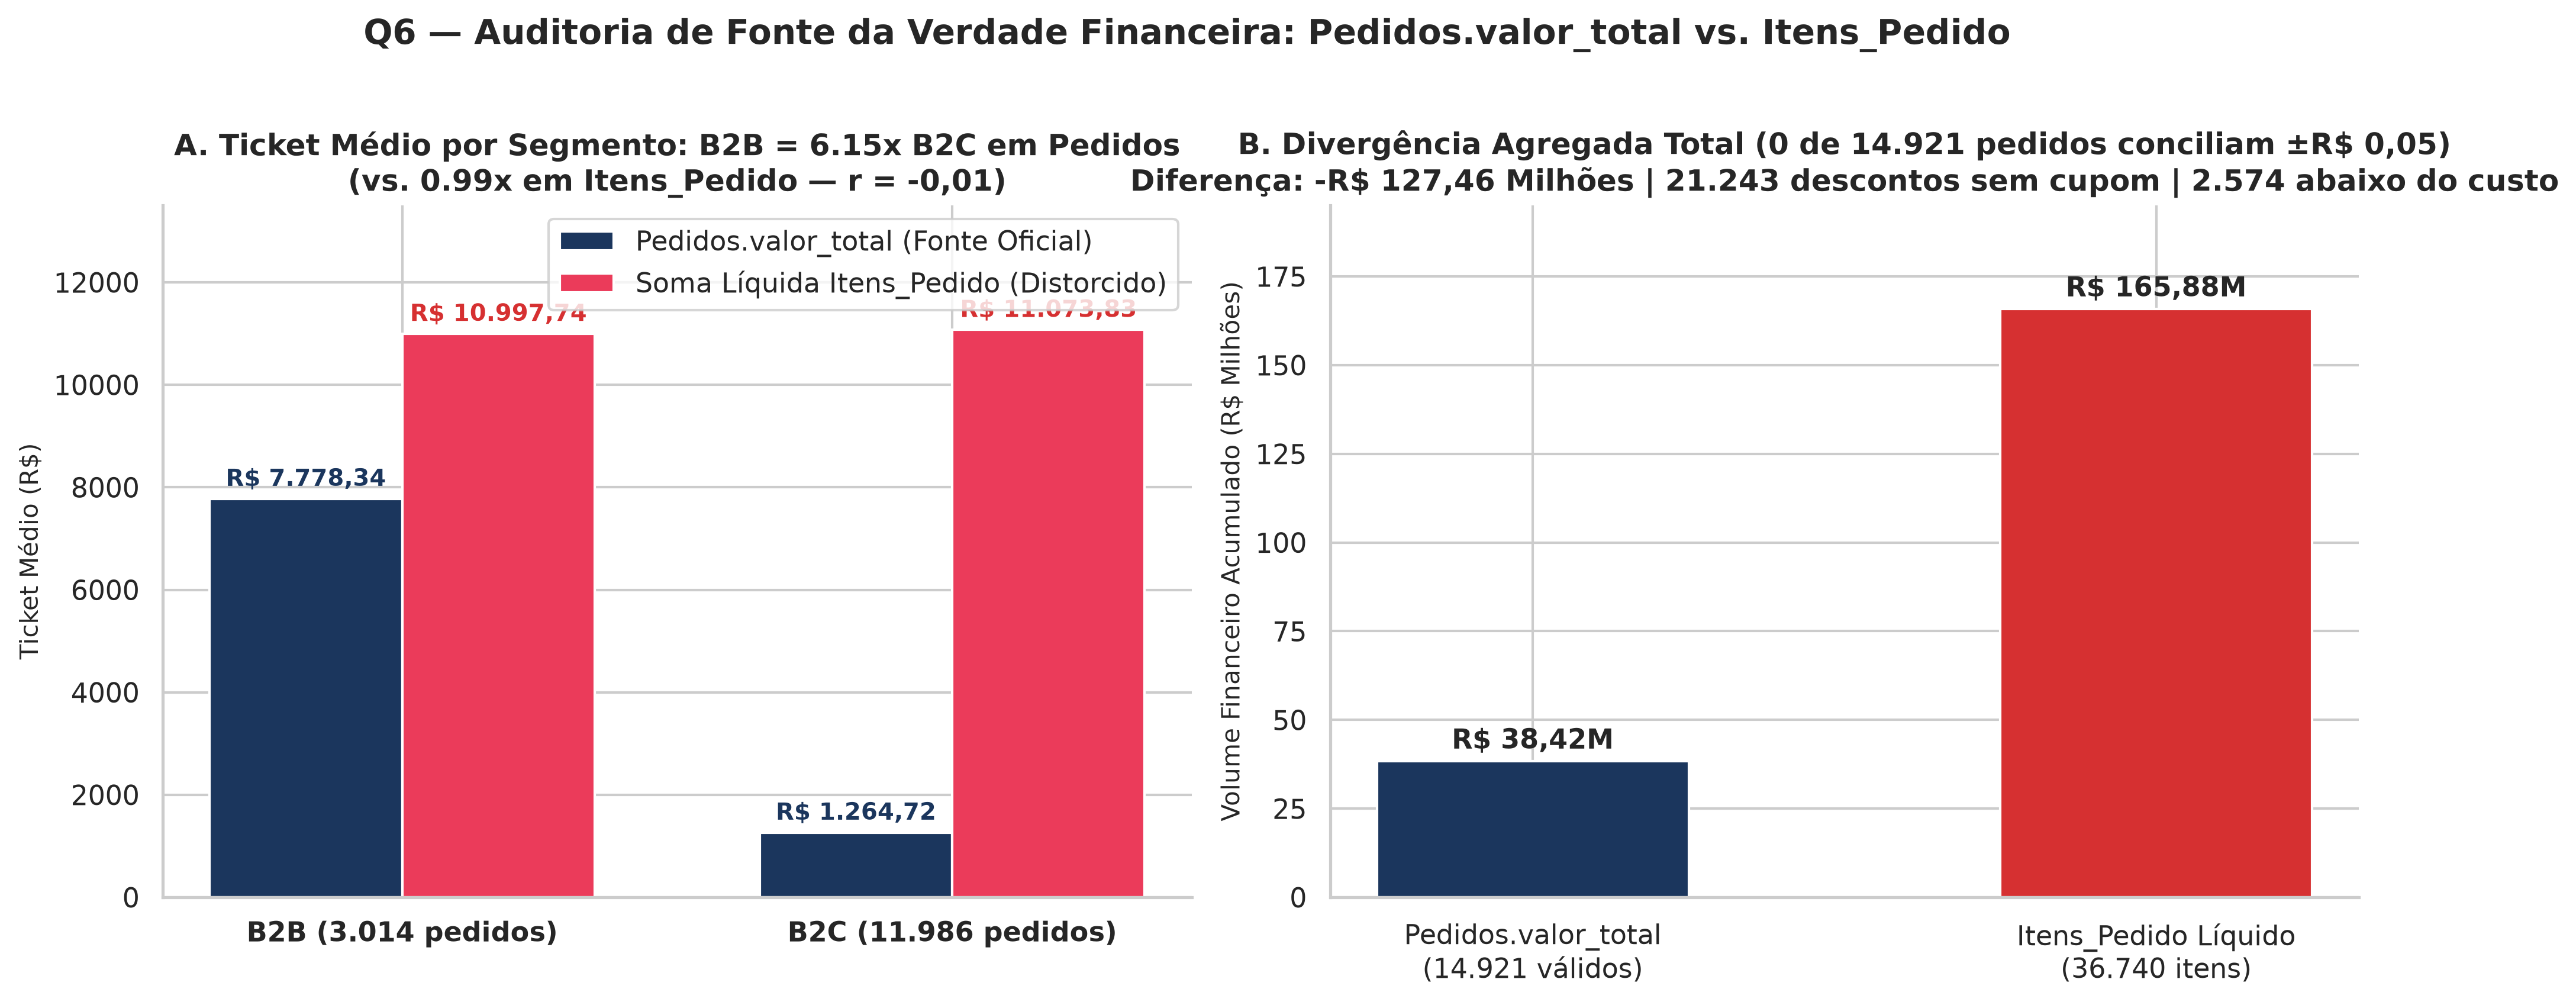 Q6 — Auditoria de Fonte da Verdade Financeira: Pedidos.valor_total vs. Itens_Pedido
A. Ticket Médio por Segmento: B2B = 6.15x B2C em Pedidos
(vs. 0.99x em Itens_Pedido — r = -0,01)
Pedidos.valor_total (Fonte Oficial)
Soma Líquida Itens_Pedido (Distorcido)
Ticket Médio (R$)
12000
10000
8000
6000
4000
2000
0
R$ 7.778,34
R$ 10.997,74
R$ 1.264,72
R$ 11.073,83
B2B (3.014 pedidos)
B2C (11.986 pedidos)
B. Divergência Agregada Total (0 de 14.921 pedidos conciliam ±R$ 0,05)
Diferença: -R$ 127,46 Milhões | 21.243 descontos sem cupom | 2.574 abaixo do custo
Volume Financeiro Acumulado (R$ Milhões)
175
150
125
100
75
50
25
0
R$ 38,42M
R$ 165,88M
Pedidos.valor_total
(14.921 válidos)
Itens_Pedido Líquido
(36.740 itens)